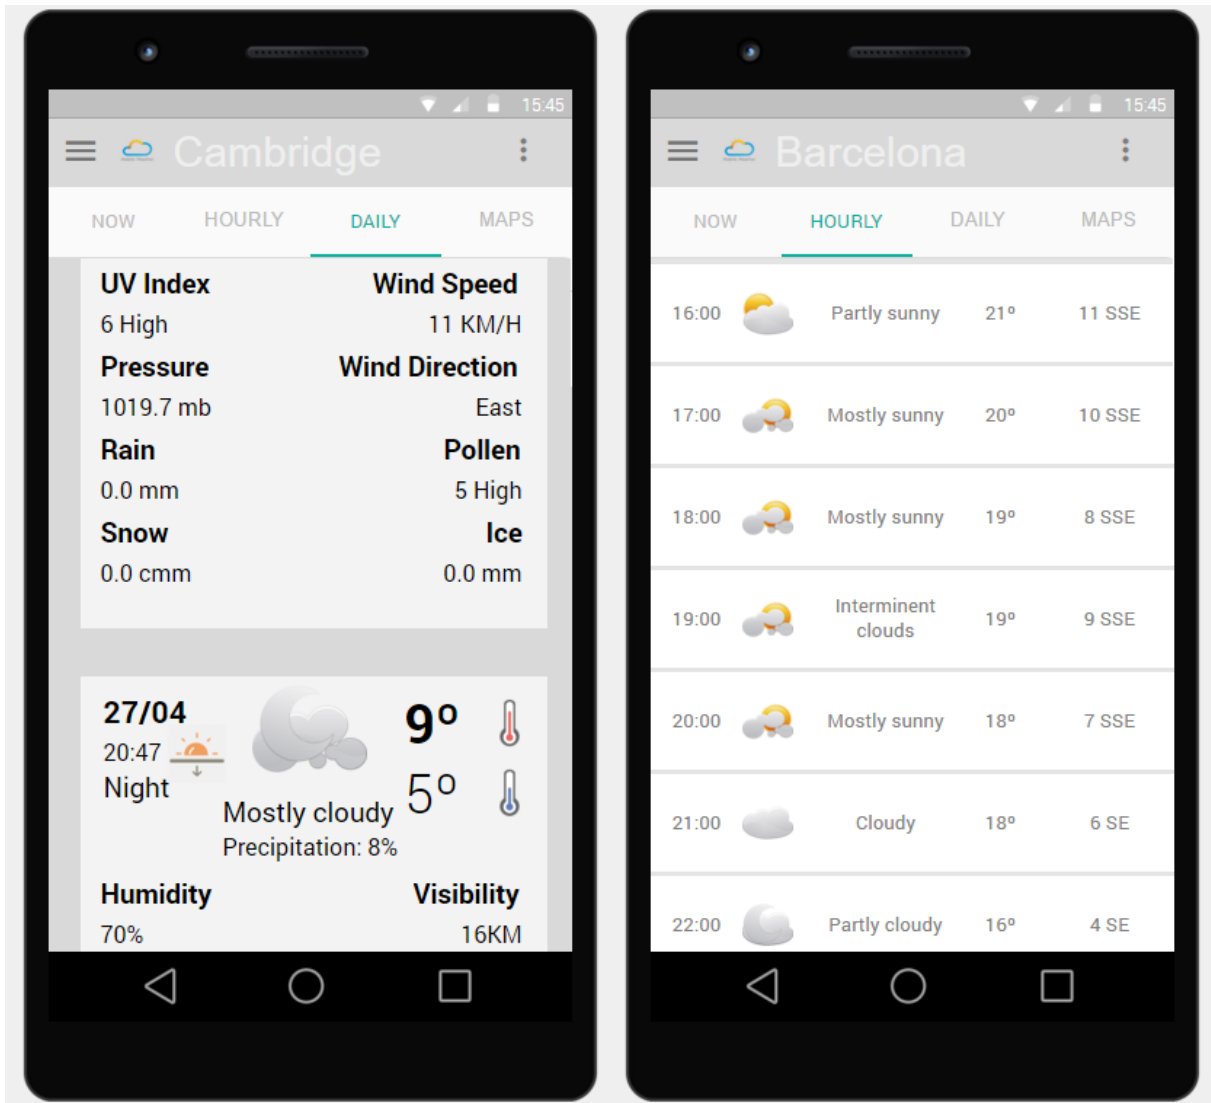 15:45
Cambridge
NOW HOURLY DAILY MAPS
UV Index Wind Speed
6 High 11 KM/H
Pressure Wind Direction
1019.7 mb East
Rain Pollen
0.0 mm 5 High
Snow Ice
0.0 cmm 0.0 mm
27/04 9º
20:47
Night 5º
Mostly cloudy
Precipitation: 8%
Humidity Visibility
70% 16KM
15:45
Barcelona
NOW HOURLY DAILY MAPS
16:00 Partly sunny 21º 11 SSE
17:00 Mostly sunny 20º 10 SSE
18:00 Mostly sunny 19º 8 SSE
19:00 Interminent clouds 19º 9 SSE
20:00 Mostly sunny 18º 7 SSE
21:00 Cloudy 18º 6 SE
22:00 Partly cloudy 16º 4 SE